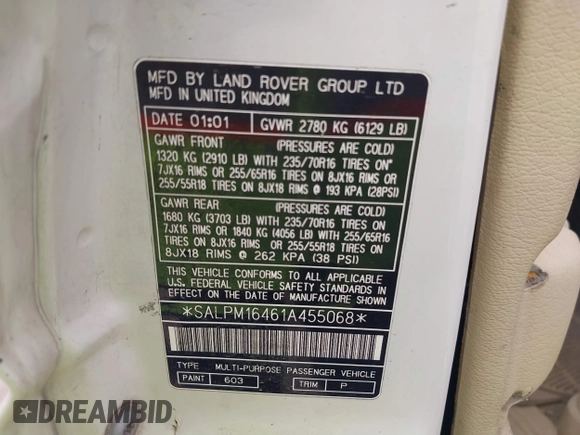 MFD BY LAND ROVER GROUP LTD
MFD IN UNITED KINGDOM
DATE 01:01 GVWR 2780 KG (6129 LB)
GAWR FRONT (PRESSURES ARE COLD)
1320 KG (2910 LB) WITH 235/70R16 TIRES ON"
7JX16 RIMS OR 255/65R16 TIRES ON 8JX16 RIMS OR
255/55R18 TIRES ON 8JX18 RIMS @ 193 KPA (28PSI)
GAWR REAR (PRESSURES ARE COLD)
1680 KG (3703 LB) WITH 235/70R16 TIRES ON
7JX16 RIMS OR 1840 KG (4056 LB) WITH 255/65R16
TIRES ON 8JX16 RIMS OR 255/55R18 TIRES ON
8JX18 RIMS @ 262 KPA (38 PSI)
THIS VEHICLE CONFORMS TO ALL APPLICABLE
U.S. FEDERAL VEHICLE SAFETY STANDARDS IN
EFFECT ON THE DATE OF MANUFACTURE SHOWN
*SALPM16461A455068*
TYPE MULTI-PURPOSE PASSENGER VEHICLE
PAINT 603 TRIM P
DREAMBID